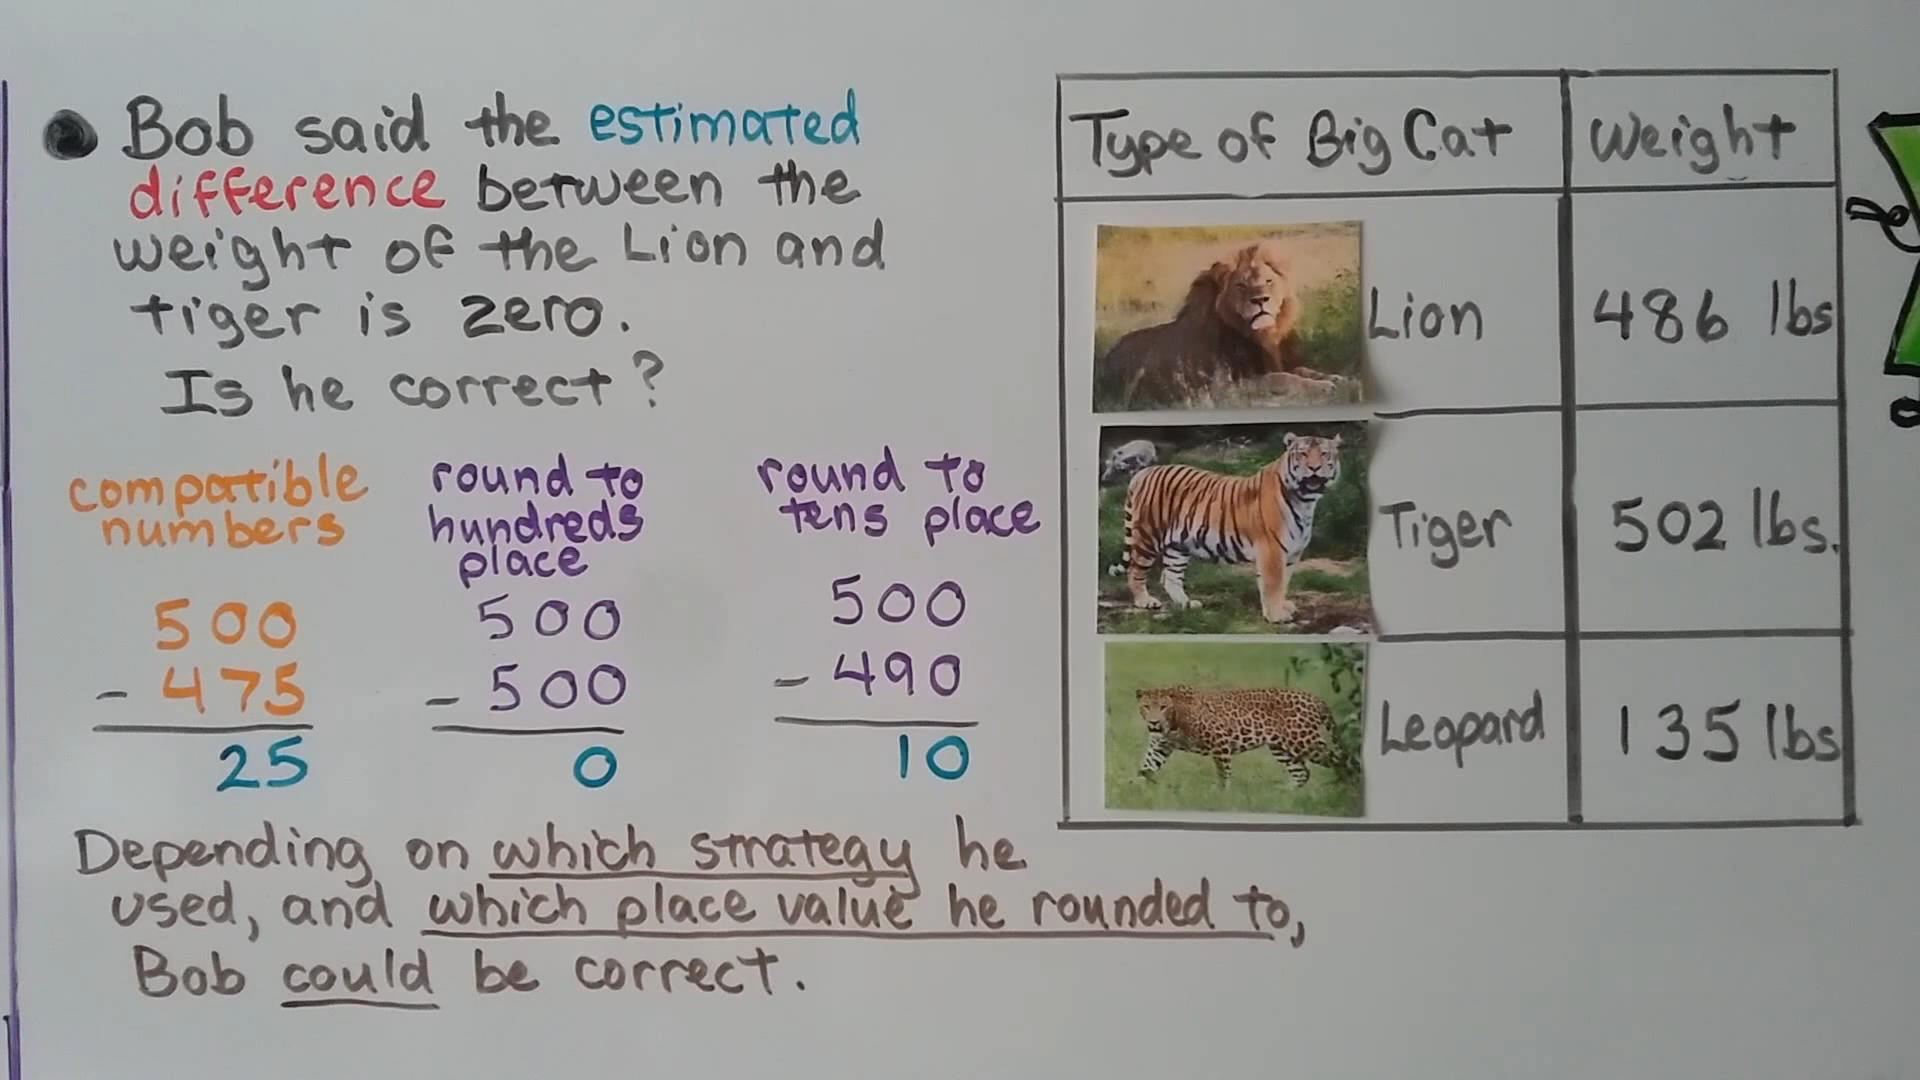 Bob said the estimated
difference between the
weight of the Lion and
tiger is zero.
Is he correct?
compatible
numbers
500
- 475
25
round to
hundreds
place
500
- 500
0
round to
tens place
500
- 490
10
Depending on which strategy he
used, and which place value he rounded to,
Bob could be correct.
Type of Big Cat Weight
Lion 486 lbs
Tiger 502 lbs.
Leopard 135 lbs